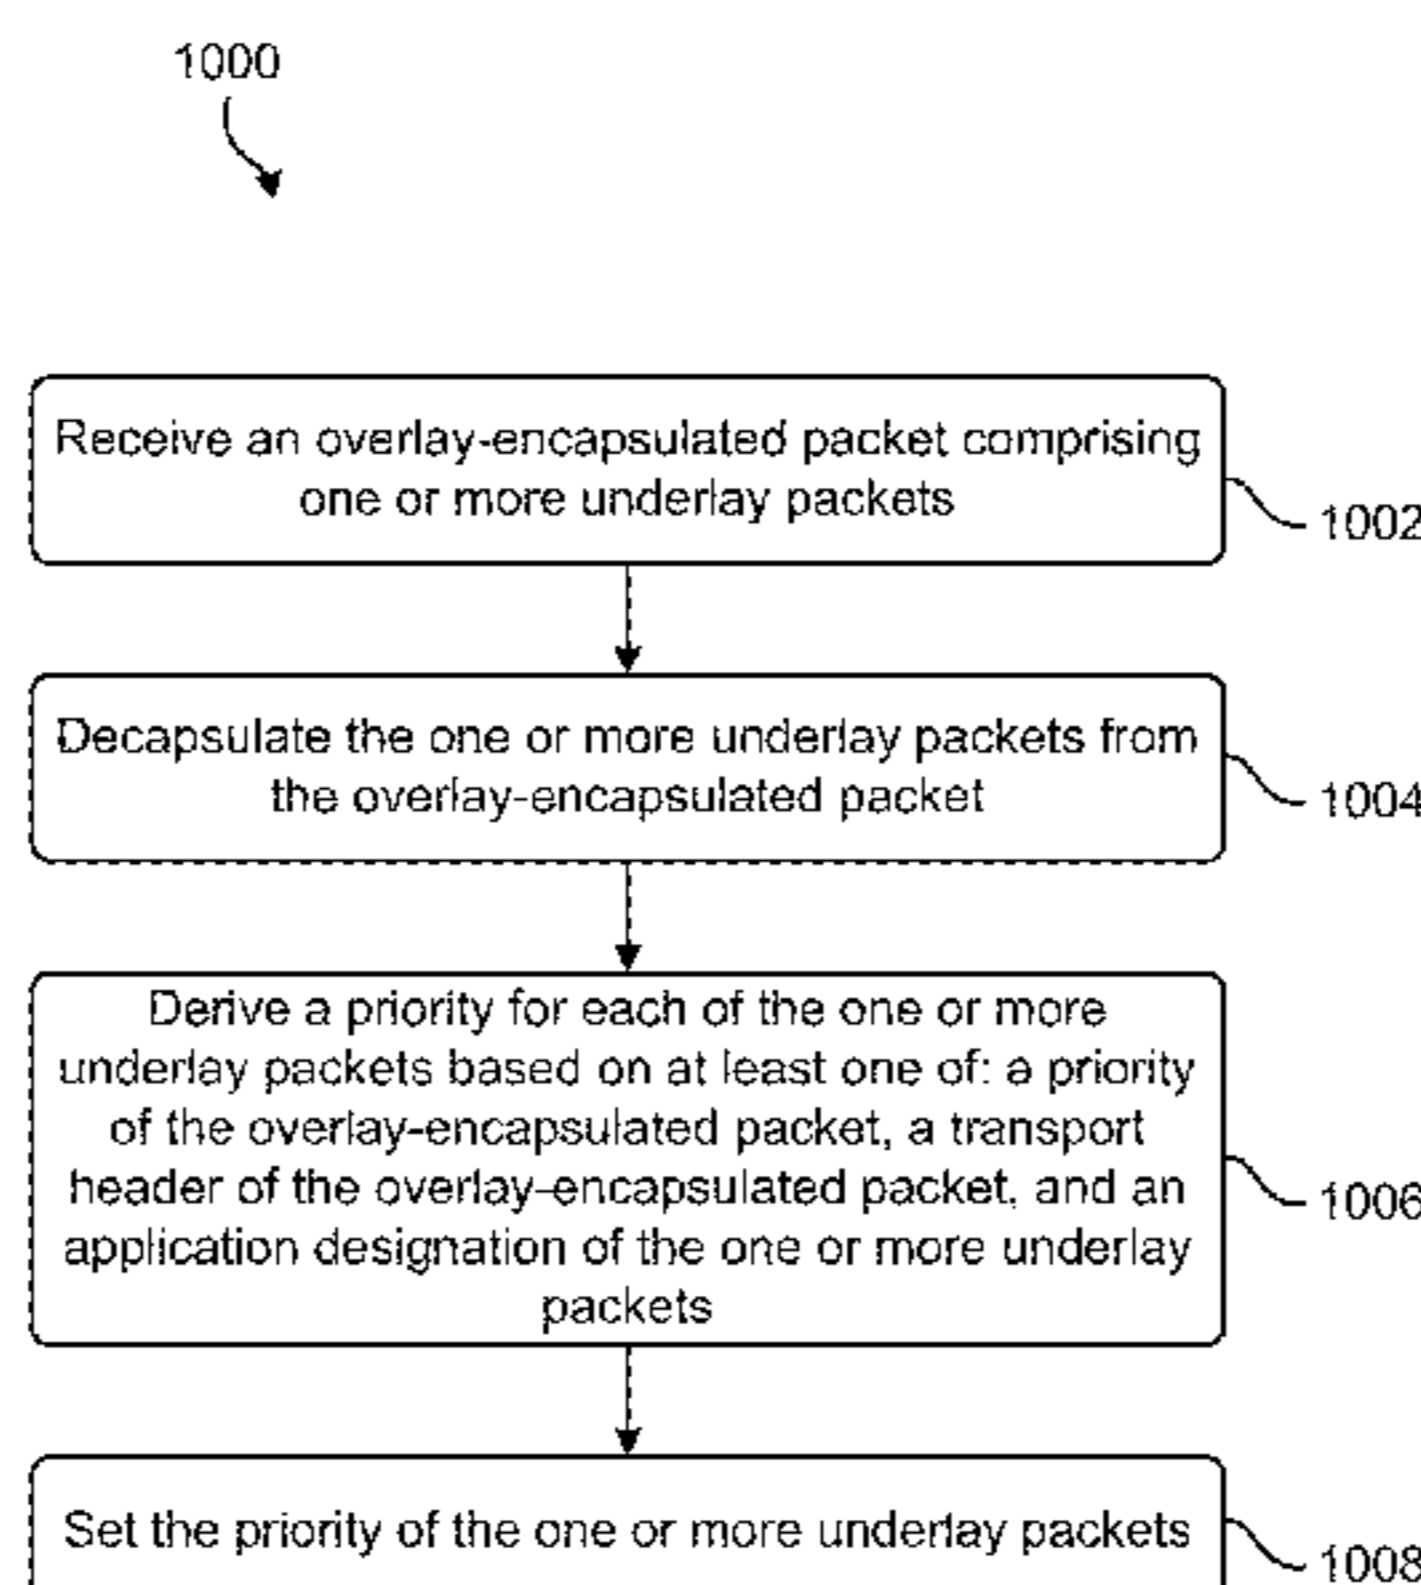 1000
Receive an overlay-encapsulated packet comprising
one or more underlay packets
1002
Decapsulate the one or more underlay packets from
the overlay-encapsulated packet
1004
Derive a priority for each of the one or more
underlay packets based on at least one of: a priority
of the overlay-encapsulated packet, a transport
header of the overlay-encapsulated packet, and an
application designation of the one or more underlay
packets
1006
Set the priority of the one or more underlay packets
1008